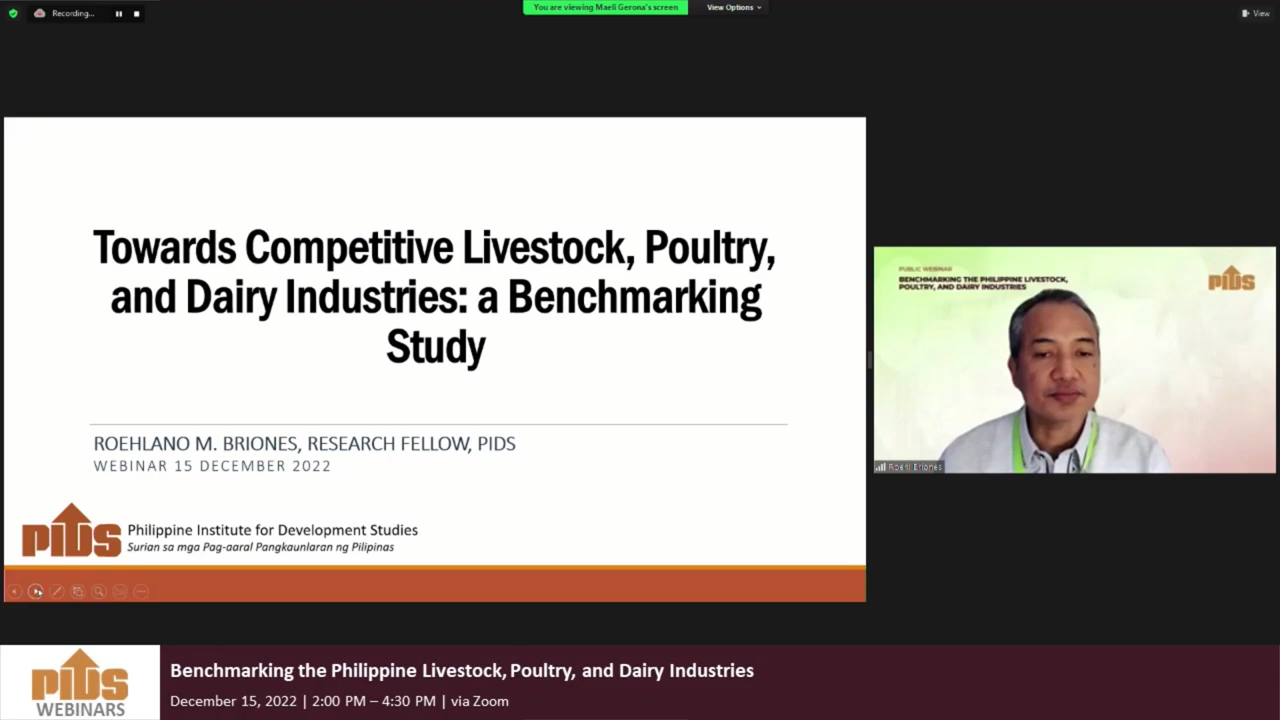 Recording...
You are viewing Maeli Gerona's screen
View Options
View
Towards Competitive Livestock, Poultry,
and Dairy Industries: a Benchmarking
Study
ROEHLANO M. BRIONES, RESEARCH FELLOW, PIDS
WEBINAR 15 DECEMBER 2022
PIDS
Philippine Institute for Development Studies
Surian sa mga Pag-aaral Pangkaunlaran ng Pilipinas
PUBLIC WEBINAR
BENCHMARKING THE PHILIPPINE LIVESTOCK,
POULTRY, AND DAIRY INDUSTRIES
PIDS
Roehl Briones
PIDS
WEBINARS
Benchmarking the Philippine Livestock, Poultry, and Dairy Industries
December 15, 2022 | 2:00 PM – 4:30 PM | via Zoom